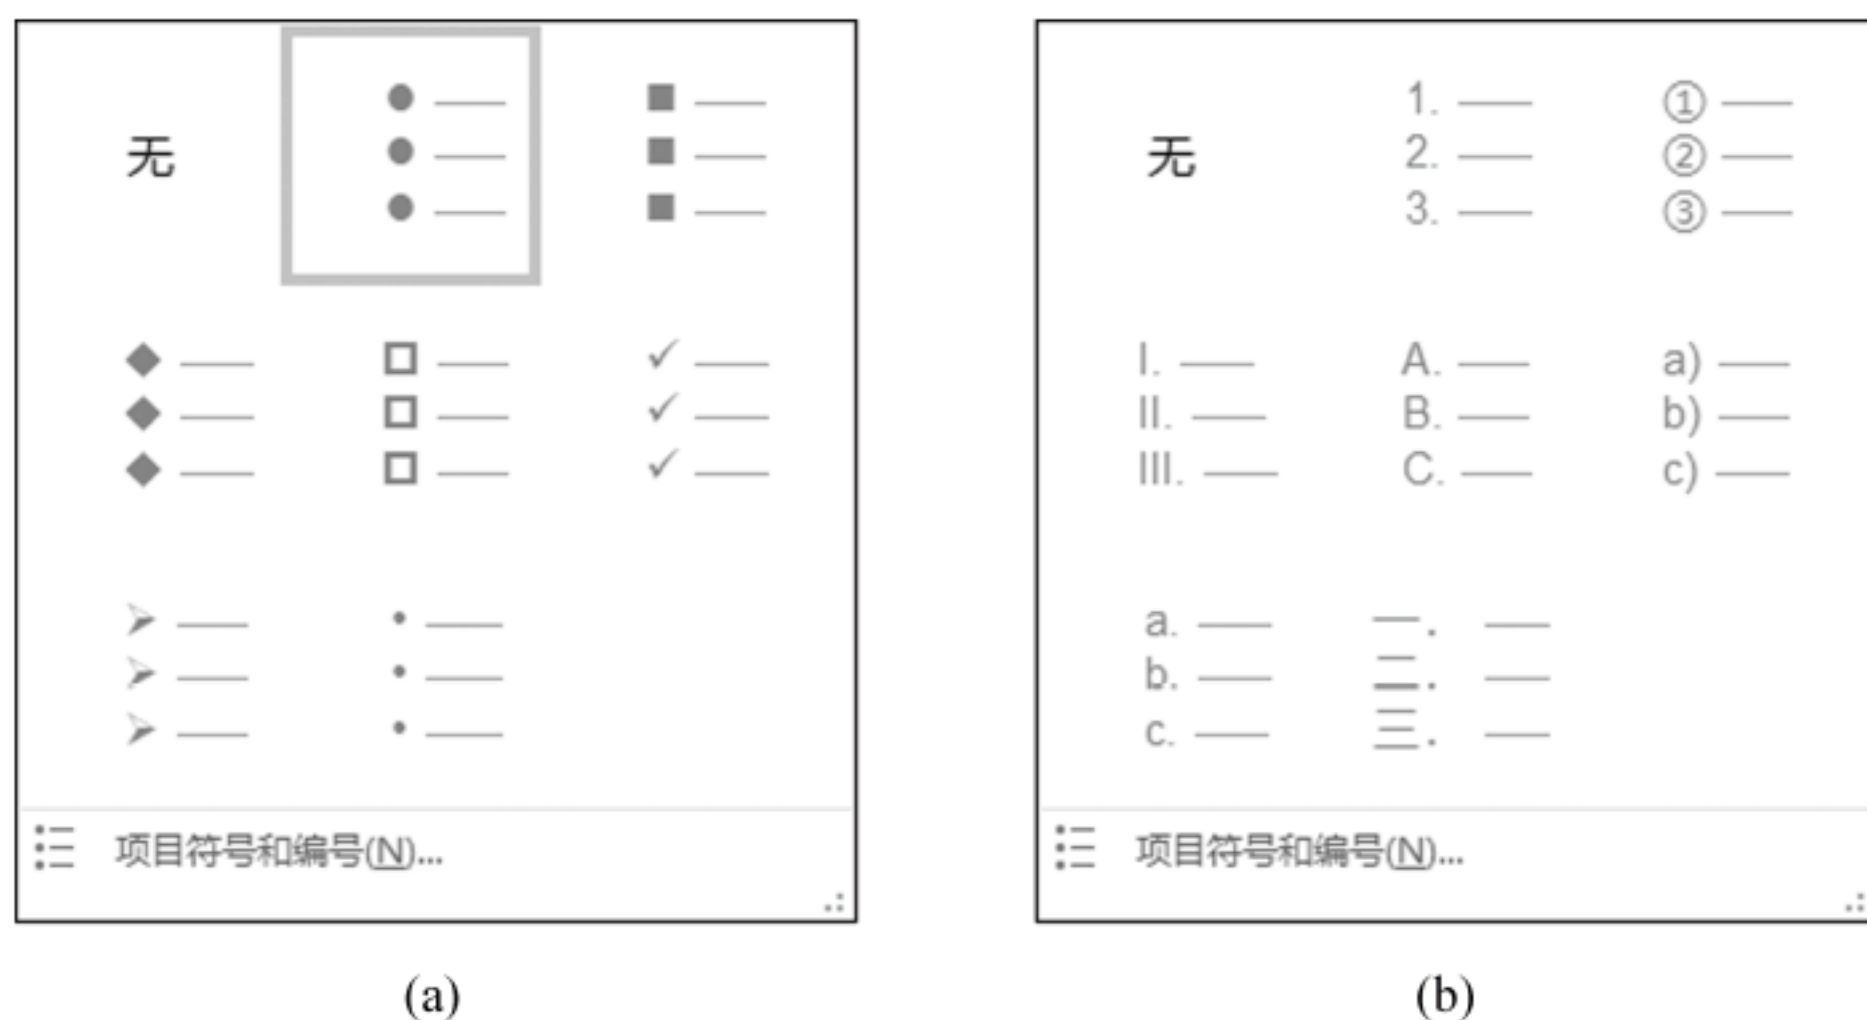 无
● ■
● ■
● ■
◆ □ ✓
◆ □ ✓
◆ □ ✓
➢ •
➢ •
➢ •
项目符号和编号(N)...
(a)
无
1. ①
2. ②
3. ③
I. A. a)
II. B. b)
III. C. c)
a. 一.
b. 二.
c. 三.
项目符号和编号(N)...
(b)